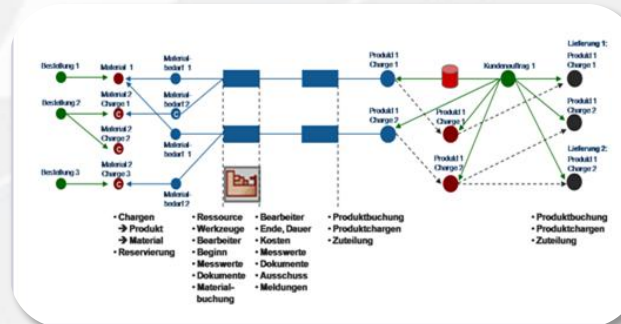 Lieferung 1:
Produkt 1
Charge 1
Bestellung 1
Material 1
Material-
bedarf 1
Produkt 1
Charge 1
Kundenauftrag 1
Bestellung 2
Material 2
Charge 1
C
Material-
bedarf 2
C
Produkt 1
Charge 2
Produkt 1
Charge 1
Produkt 1
Charge 2
Material 2
Charge 2
C
Material-
bedarf 1
Lieferung 2:
Produkt 1
Charge 2
Bestellung 3
Material 2
Charge 3
C
Material-
bedarf 2
Produkt 1
Charge 2
• Chargen
→ Produkt
→ Material
• Reservierung
• Ressource
• Werkzeuge
• Bearbeiter
• Beginn
• Messwerte
• Dokumente
• Material-
buchung
• Bearbeiter
• Ende, Dauer
• Kosten
• Messwerte
• Dokumente
• Ausschuss
• Meldungen
• Produktbuchung
• Produktchargen
• Zuteilung
• Produktbuchung
• Produktchargen
• Zuteilung